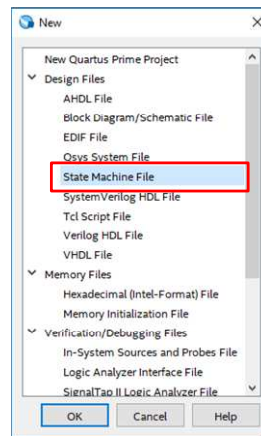 New
New Quartus Prime Project
Design Files
AHDL File
Block Diagram/Schematic File
EDIF File
Qsys System File
State Machine File
SystemVerilog HDL File
Tcl Script File
Verilog HDL File
VHDL File
Memory Files
Hexadecimal (Intel-Format) File
Memory Initialization File
Verification/Debugging Files
In-System Sources and Probes File
Logic Analyzer Interface File
SignalTap II Logic Analyzer File
OK Cancel Help